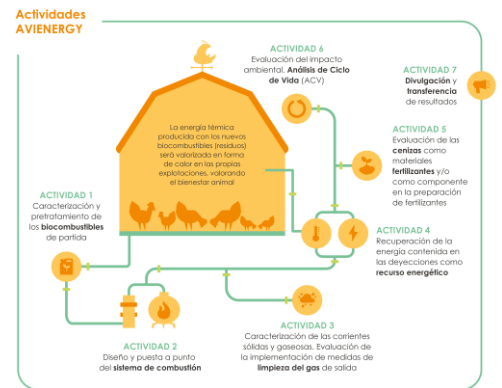 Actividades
AVIENERGY
ACTIVIDAD 6
Evaluación del impacto
ambiental. Análisis de Ciclo
de Vida (ACV)
ACTIVIDAD 7
Divulgación y
transferencia
de resultados
La energía térmica
producida con los nuevos
biocombustibles (residuos)
será valorizada en forma
de calor en las propias
explotaciones, valorando
el bienestar animal
ACTIVIDAD 5
Evaluación de las
cenizas como
materiales
fertilizantes y/o
como componente
en la preparación
de fertilizantes
ACTIVIDAD 1
Caracterización y
pretratamiento de
los biocombustibles
de partida
ACTIVIDAD 4
Recuperación de la
energía contenida en
las deyecciones como
recurso energético
ACTIVIDAD 2
Diseño y puesta a punto
del sistema de combustión
ACTIVIDAD 3
Caracterización de las corrientes
sólidas y gaseosas. Evaluación de
la implementación de medidas de
limpieza del gas de salida